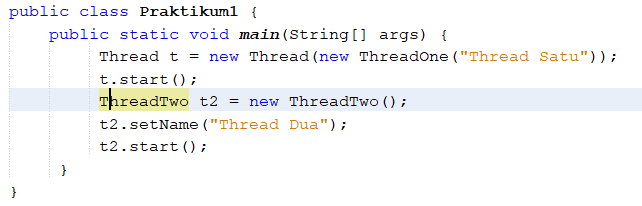 public class Praktikum1 {
public static void main(String[] args) {
Thread t = new Thread(new ThreadOne("Thread Satu"));
t.start();
ThreadTwo t2 = new ThreadTwo();
t2.setName("Thread Dua");
t2.start();
}
}